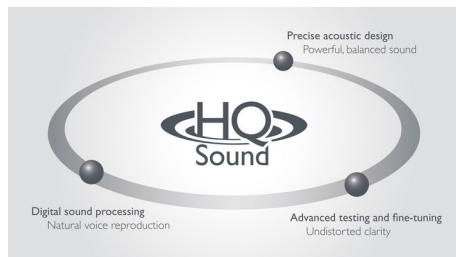 Precise acoustic design
Powerful, balanced sound
HQ
Sound
Digital sound processing
Natural voice reproduction
Advanced testing and fine-tuning
Undistorted clarity